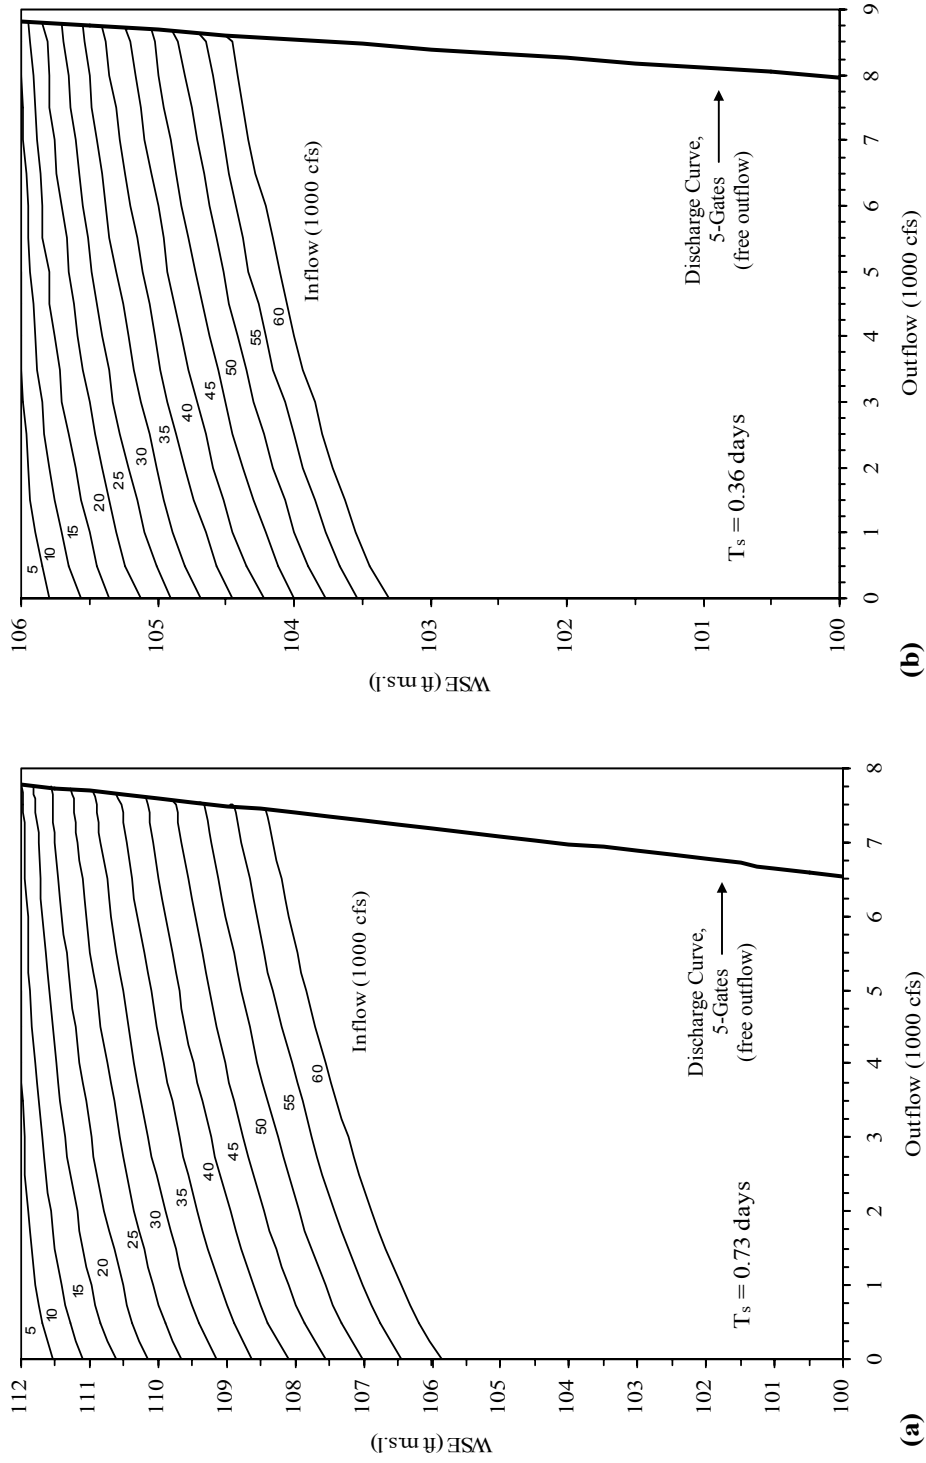 112
111
110
109
108
107
106
105
104
103
102
101
100
WSE (ft m.s.l)
5
10
15
20
25
30
35
40
45
50
55
60
Inflow (1000 cfs)
Discharge Curve,
5-Gates
(free outflow)
Ts = 0.73 days
0 1 2 3 4 5 6 7 8
Outflow (1000 cfs)
(a)
106
105
104
103
102
101
100
WSE (ft m.s.l)
5
10
15
20
25
30
35
40
45
50
55
60
Inflow (1000 cfs)
Discharge Curve,
5-Gates
(free outflow)
Ts = 0.36 days
0 1 2 3 4 5 6 7 8 9
Outflow (1000 cfs)
(b)